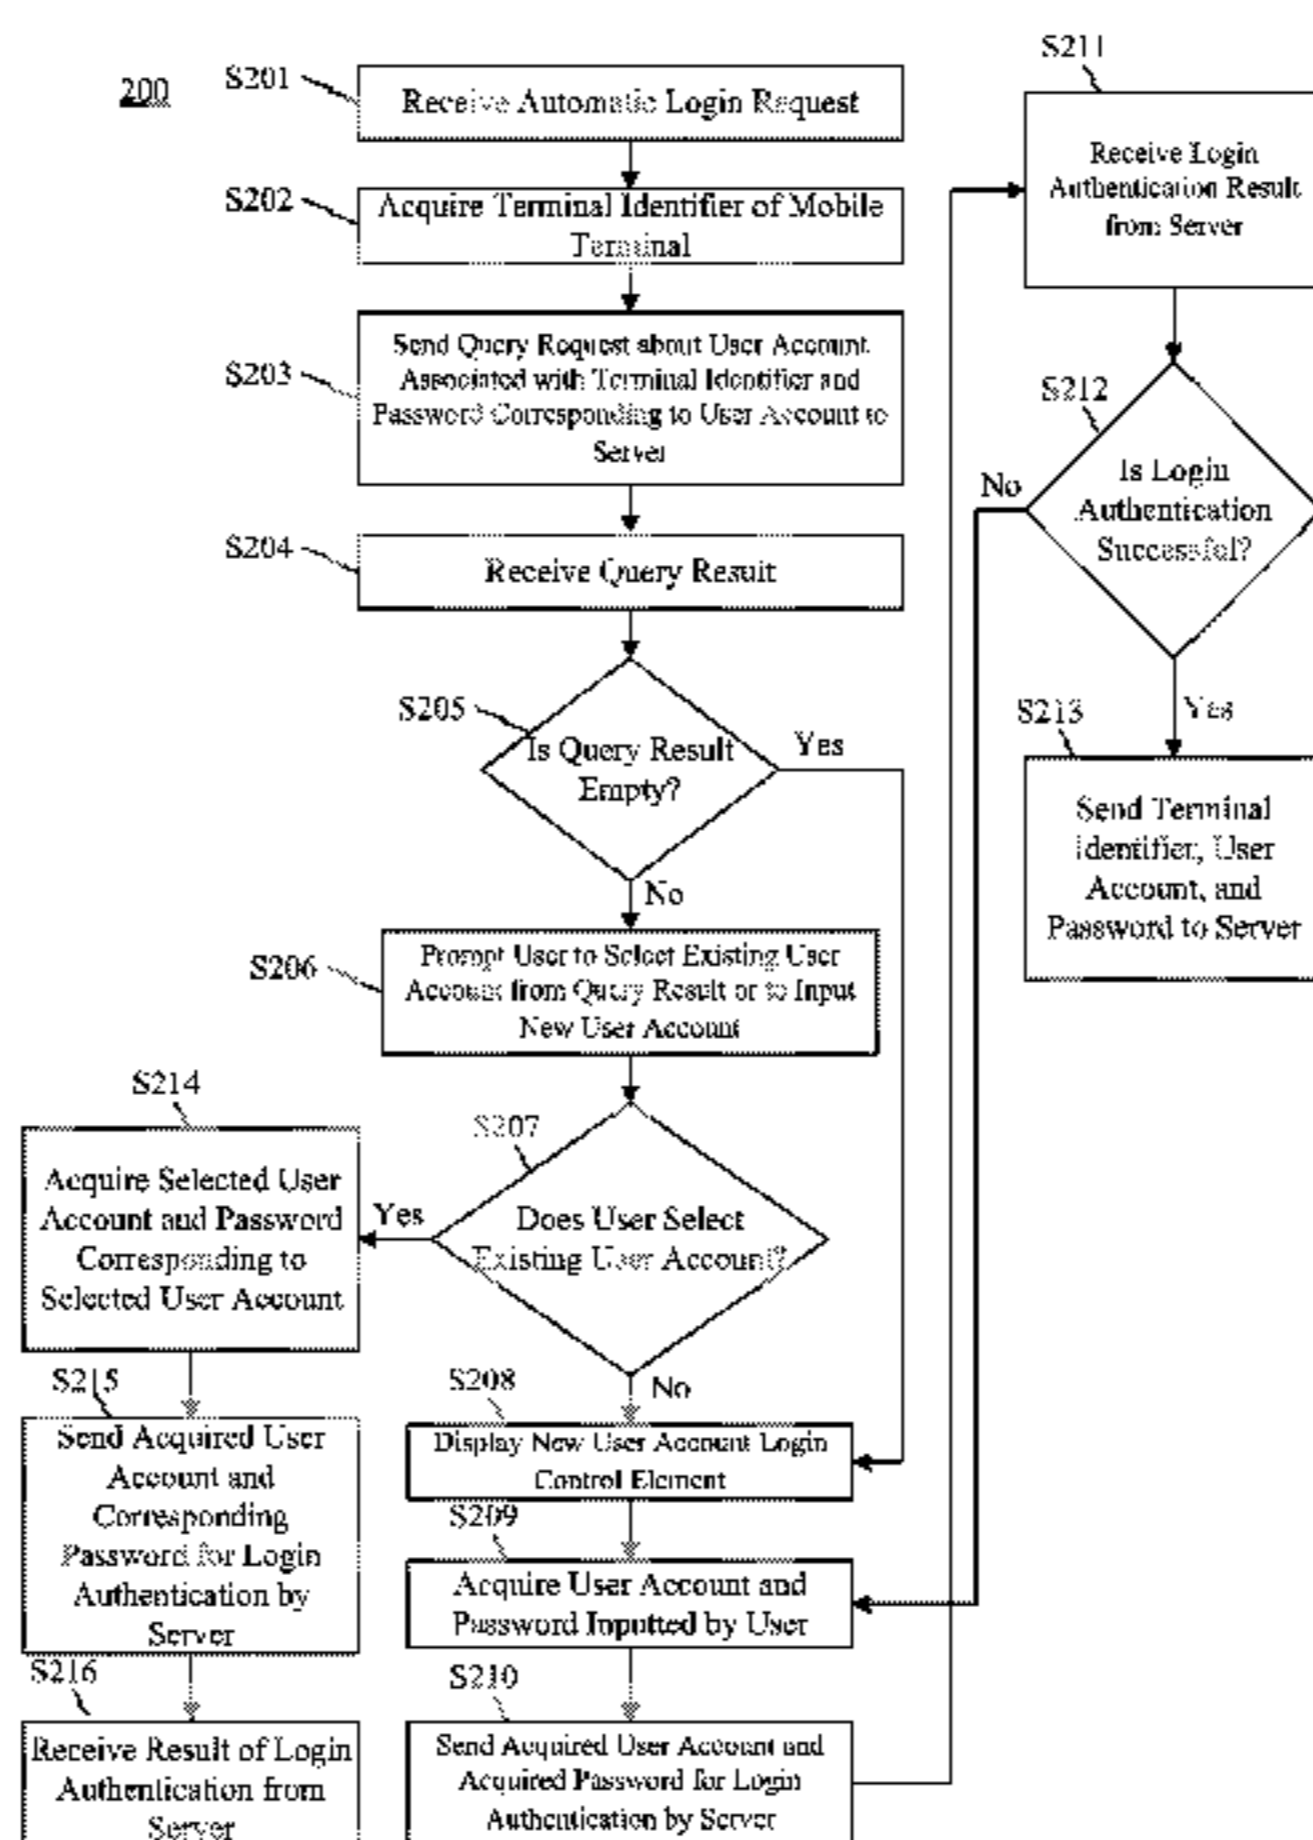 200
S201
Receive Automatic Login Request
S202
Acquire Terminal Identifier of Mobile
Terminal
S203
Send Query Request about User Account
Associated with Terminal Identifier and
Password Corresponding to User Account to
Server
S204
Receive Query Result
S205
Is Query Result
Empty?
Yes
No
S206
Prompt User to Select Existing User
Account from Query Result or to Input
New User Account
S207
Does User Select
Existing User Account?
Yes
No
S208
Display New User Account Login
Control Element
S209
Acquire User Account and
Password Inputted by User
S210
Send Acquired User Account and
Acquired Password for Login
Authentication by Server
S211
Receive Login
Authentication Result
from Server
S212
Is Login
Authentication
Successful?
No
Yes
S213
Send Terminal
identifier, User
Account, and
Password to Server
S214
Acquire Selected User
Account and Password
Corresponding to
Selected User Account
S215
Send Acquired User
Account and
Corresponding
Password for Login
Authentication by
Server
S216
Receive Result of Login
Authentication from
Server